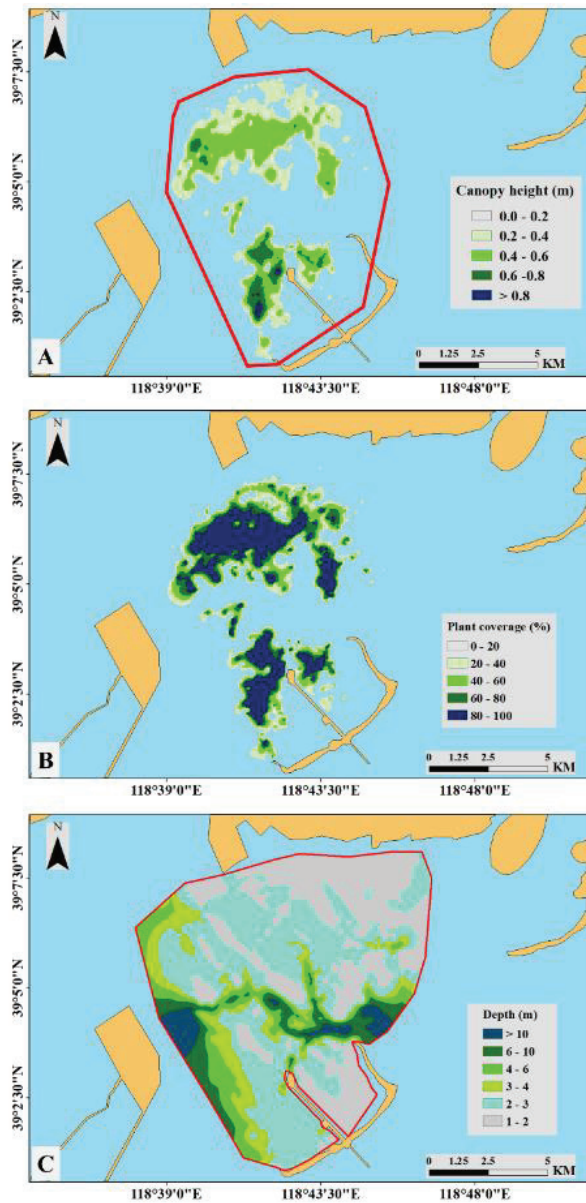 N
39°7'30"N
39°5'0"N
39°2'30"N
Canopy height (m)
0.0 - 0.2
0.2 - 0.4
0.4 - 0.6
0.6 -0.8
> 0.8
A
0 1.25 2.5 5
KM
118°39'0"E 118°43'30"E 118°48'0"E
N
39°7'30"N
39°5'0"N
39°2'30"N
Plant coverage (%)
0 - 20
20 - 40
40 - 60
60 - 80
80 - 100
B
0 1.25 2.5 5
KM
118°39'0"E 118°43'30"E 118°48'0"E
N
39°7'30"N
39°5'0"N
39°2'30"N
Depth (m)
> 10
6 - 10
4 - 6
3 - 4
2 - 3
1 - 2
C
0 1.25 2.5 5
KM
118°39'0"E 118°43'30"E 118°48'0"E